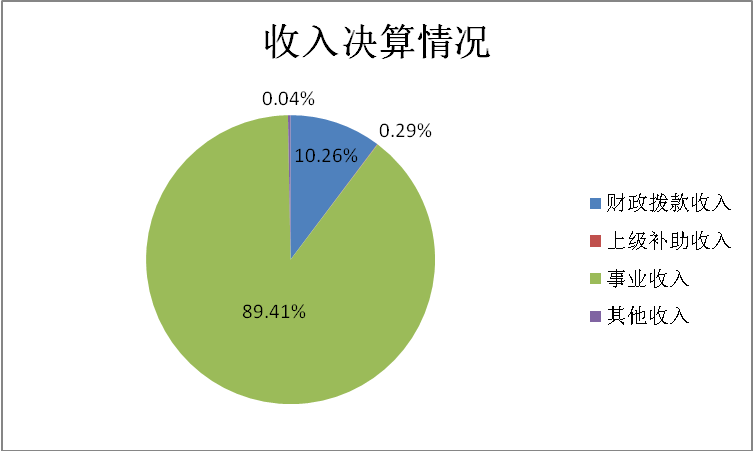 收入决算情况
0.04%
0.29%
10.26%
89.41%
财政拨款收入
上级补助收入
事业收入
其他收入